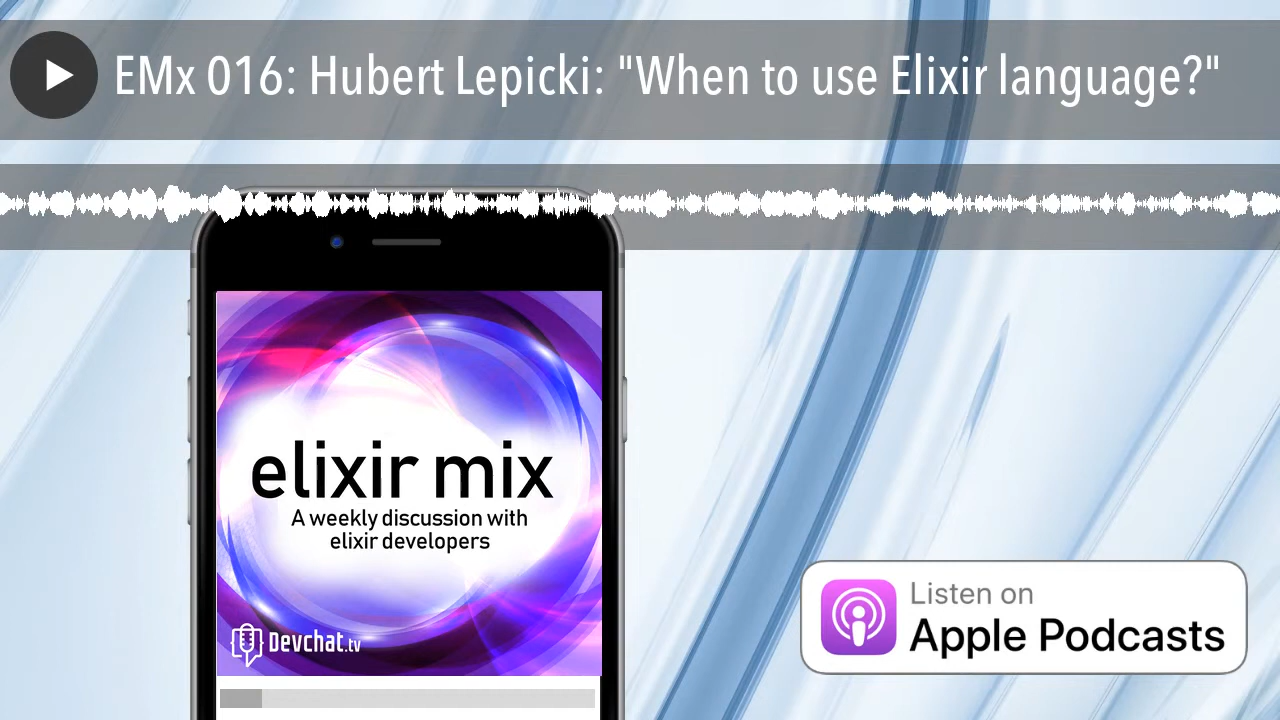 EMx 016: Hubert Lepicki: "When to use Elixir language?"
elixir mix
A weekly discussion with
elixir developers
Devchat.tv
Listen on
Apple Podcasts